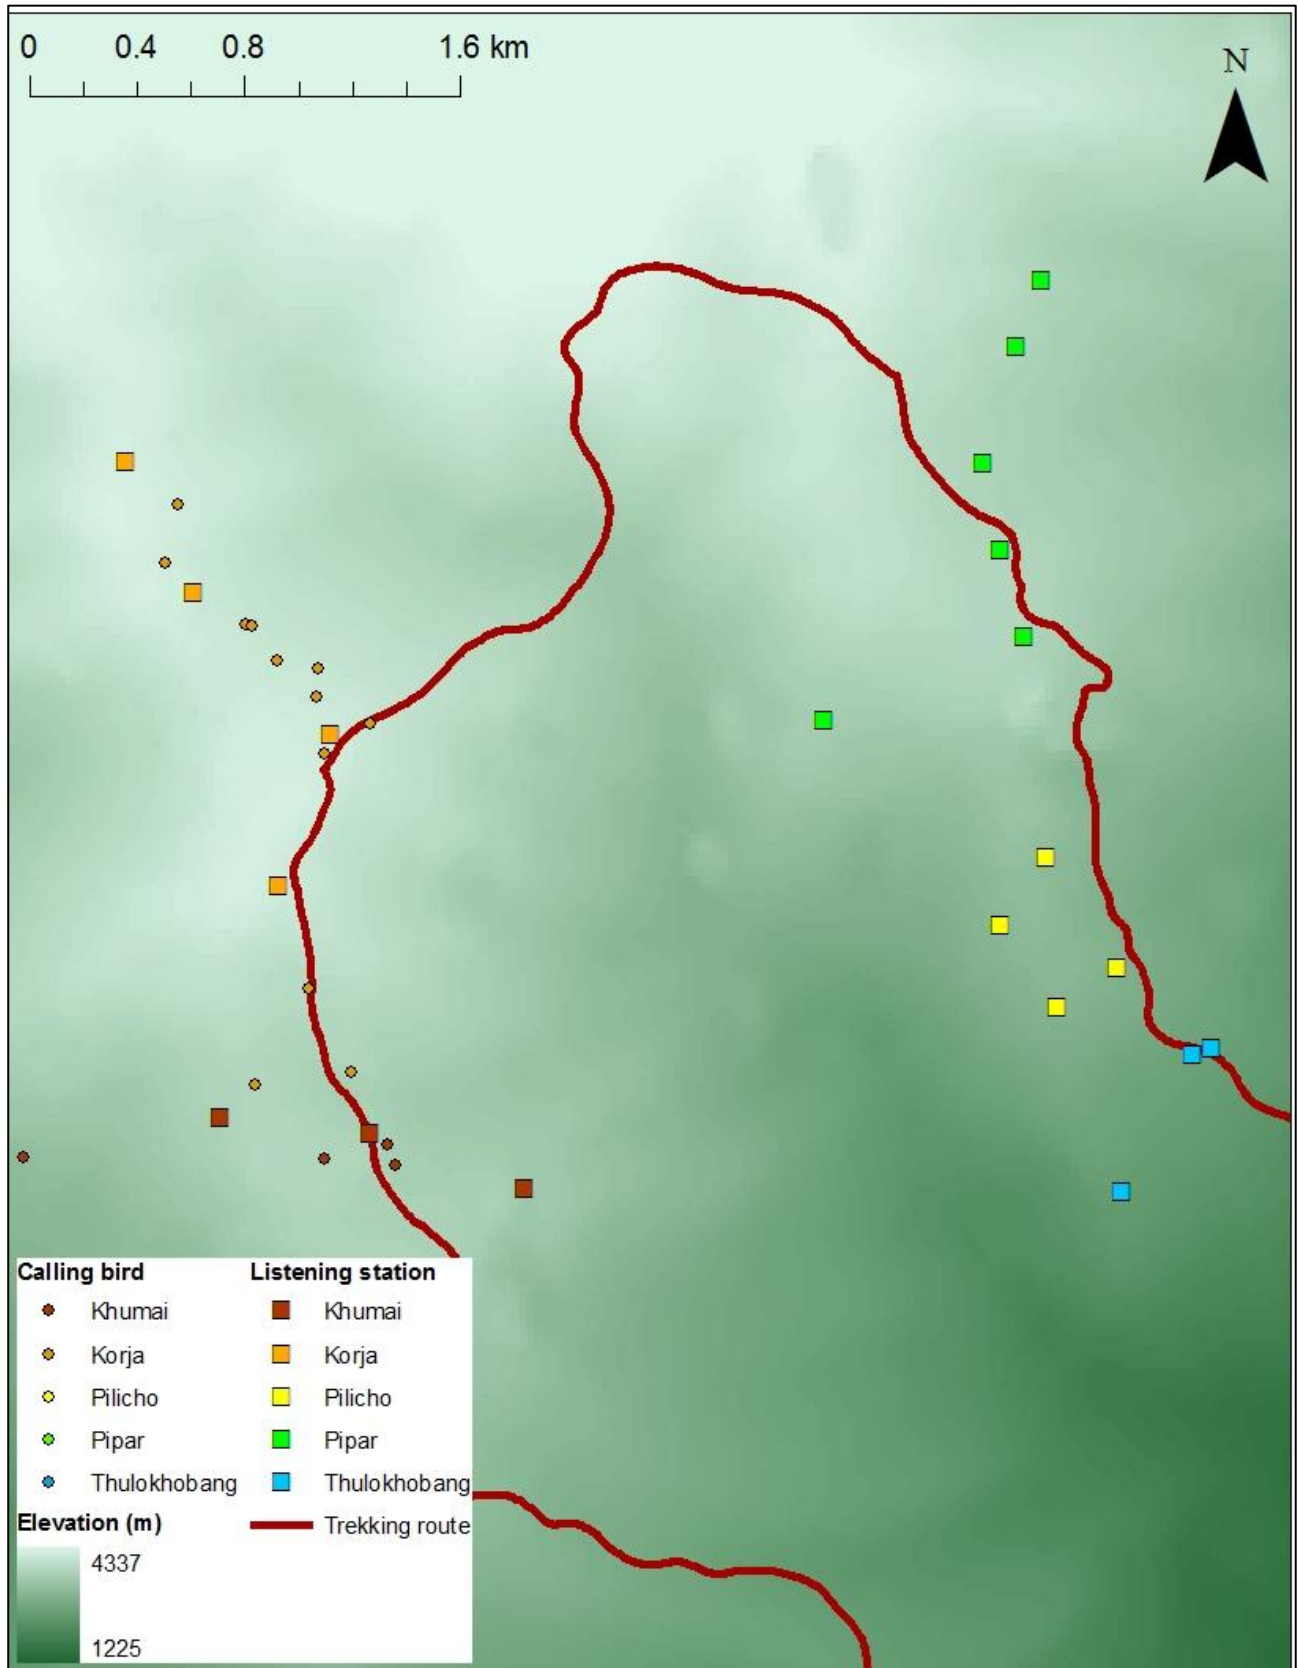 0 0.4 0.8 1.6 km
N
Calling bird Listening station
Khumai Khumai
Korja Korja
Pilicho Pilicho
Pipar Pipar
Thulokhobang Thulokhobang
Elevation (m) Trekking route
4337
1225